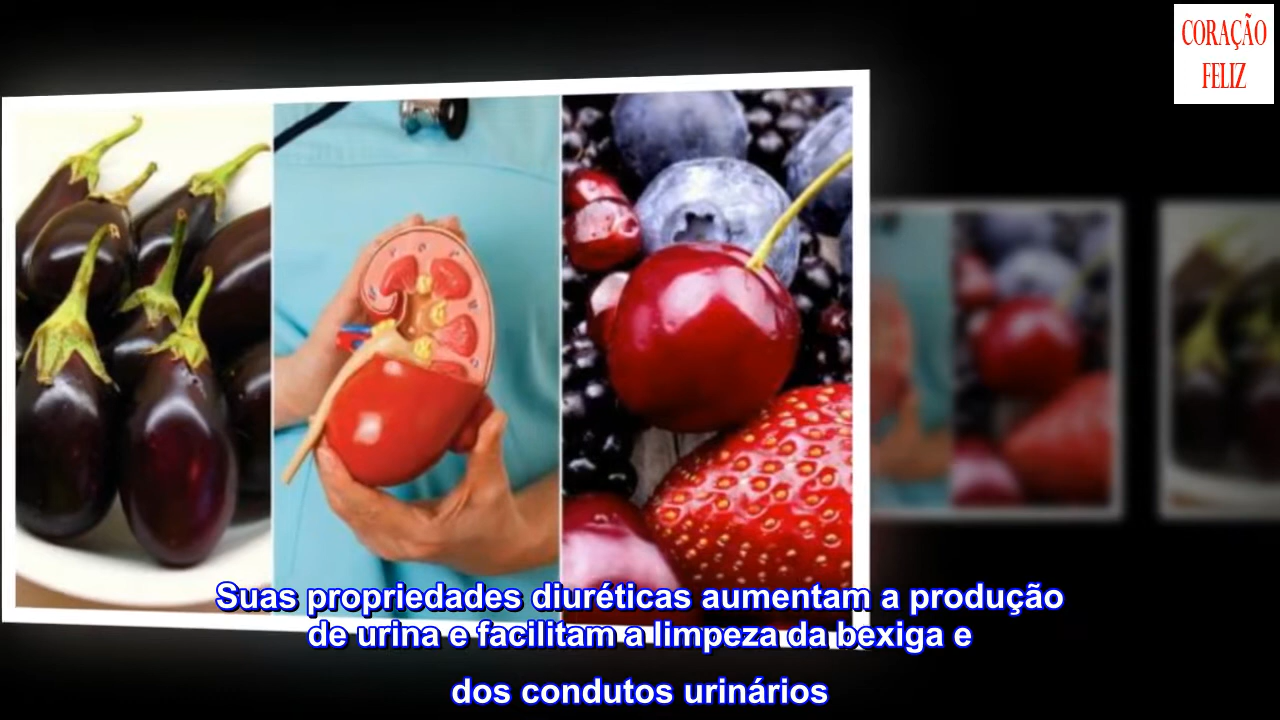 CORAÇÃO
FELIZ
Suas propriedades diuréticas aumentam a produção
de urina e facilitam a limpeza da bexiga e
dos condutos urinários